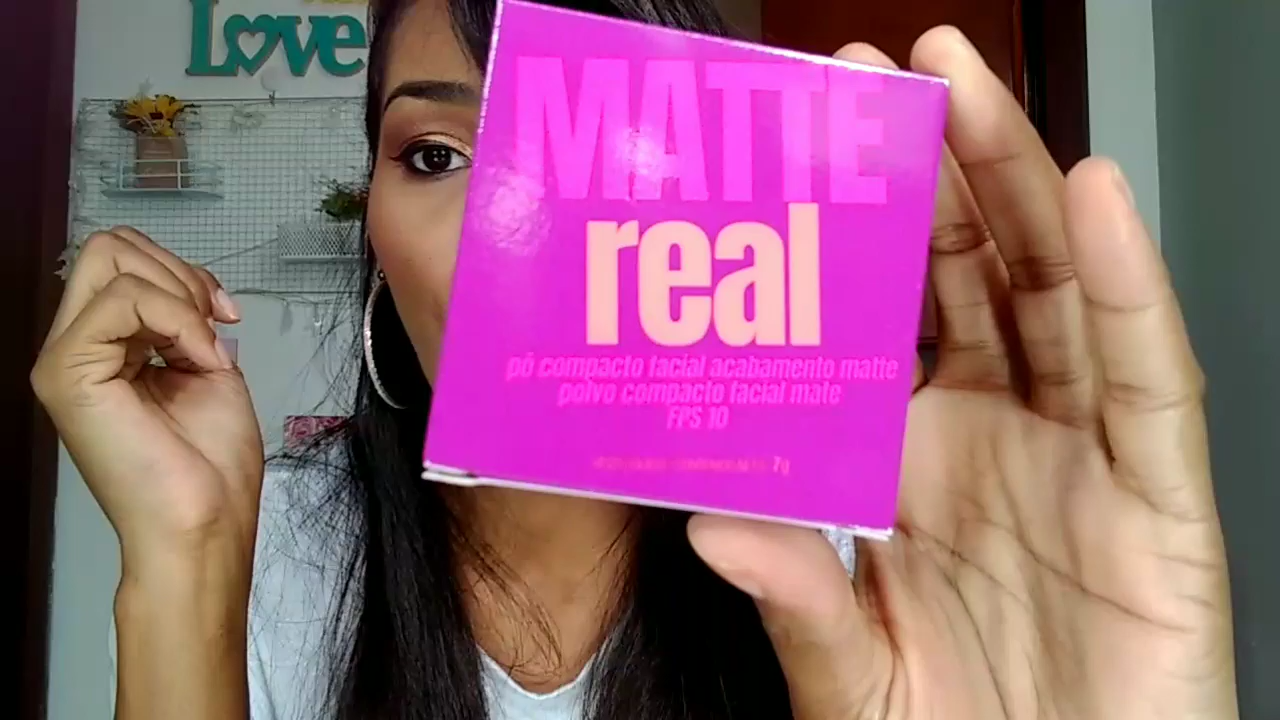 Love
MATTE
real
pó compacto facial acabamento matte
polvo compacto facial mate
FPS 10
7g